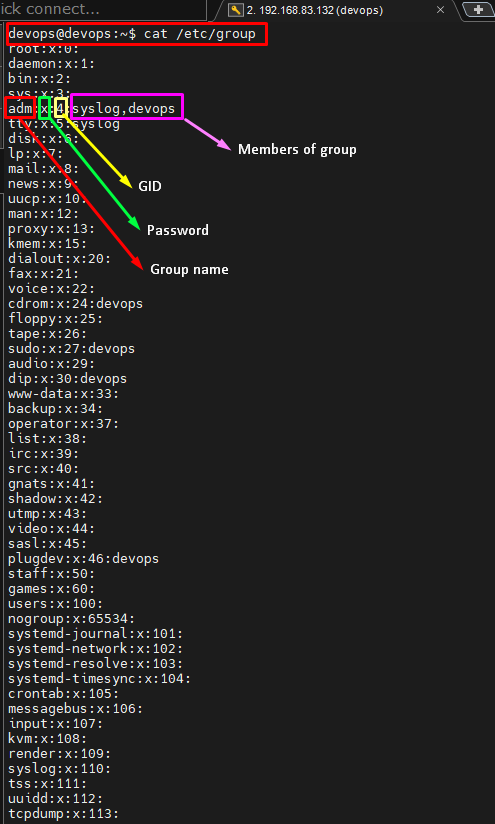 ick connect...
2. 192.168.83.132 (devops)
devops@devops:~$ cat /etc/group
root:x:0:
daemon:x:1:
bin:x:2:
sys:x:3:
adm:x:4:syslog,devops
tty:x:5:syslog
disk:x:6:
lp:x:7:
Members of group
mail:x:8:
news:x:9:
GID
uucp:x:10:
man:x:12:
proxy:x:13:
Password
kmem:x:15:
dialout:x:20:
Group name
fax:x:21:
voice:x:22:
cdrom:x:24:devops
floppy:x:25:
tape:x:26:
sudo:x:27:devops
audio:x:29:
dip:x:30:devops
www-data:x:33:
backup:x:34:
operator:x:37:
list:x:38:
irc:x:39:
src:x:40:
gnats:x:41:
shadow:x:42:
utmp:x:43:
video:x:44:
sasl:x:45:
plugdev:x:46:devops
staff:x:50:
games:x:60:
users:x:100:
nogroup:x:65534:
systemd-journal:x:101:
systemd-network:x:102:
systemd-resolve:x:103:
systemd-timesync:x:104:
crontab:x:105:
messagebus:x:106:
input:x:107:
kvm:x:108:
render:x:109:
syslog:x:110:
tss:x:111:
uuidd:x:112:
tcpdump:x:113: